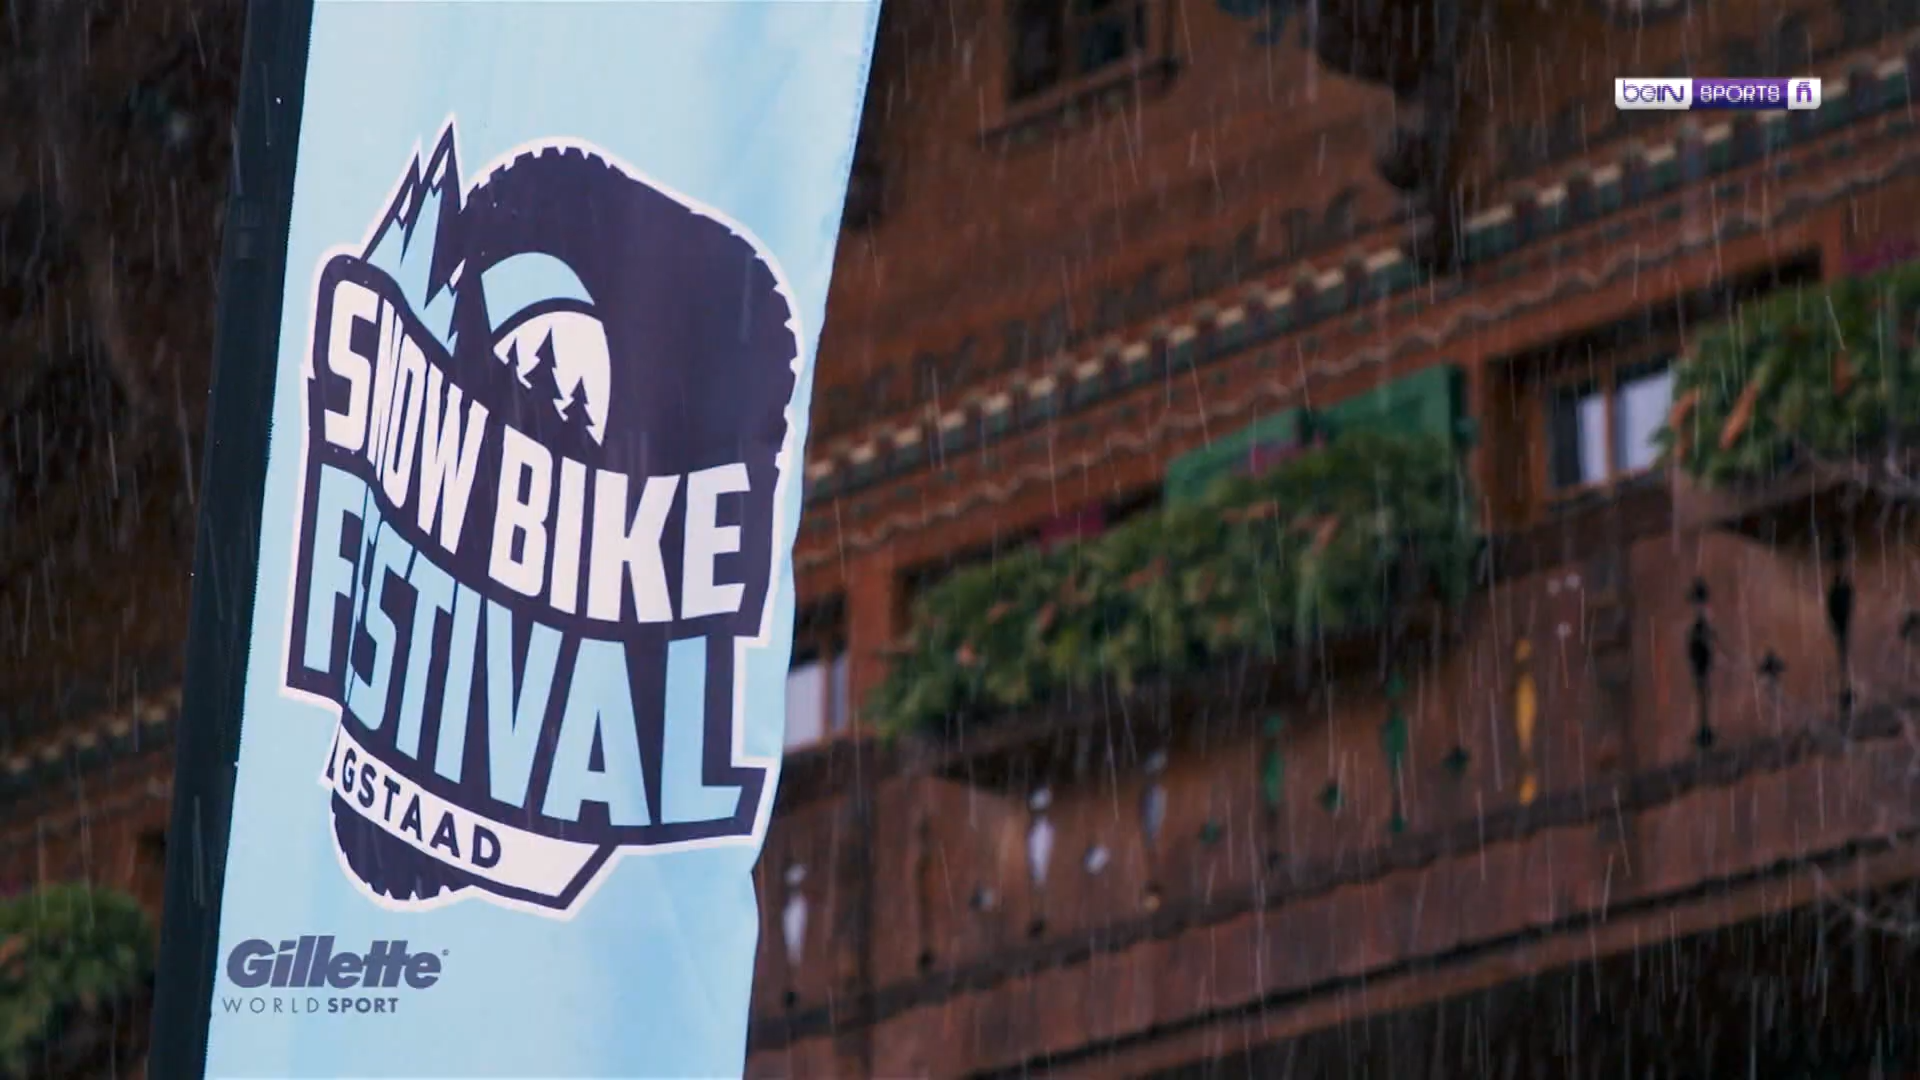 beIN SPORTS ñ
SNOW BIKE
FESTIVAL
GSTAAD
Gillette
WORLD SPORT